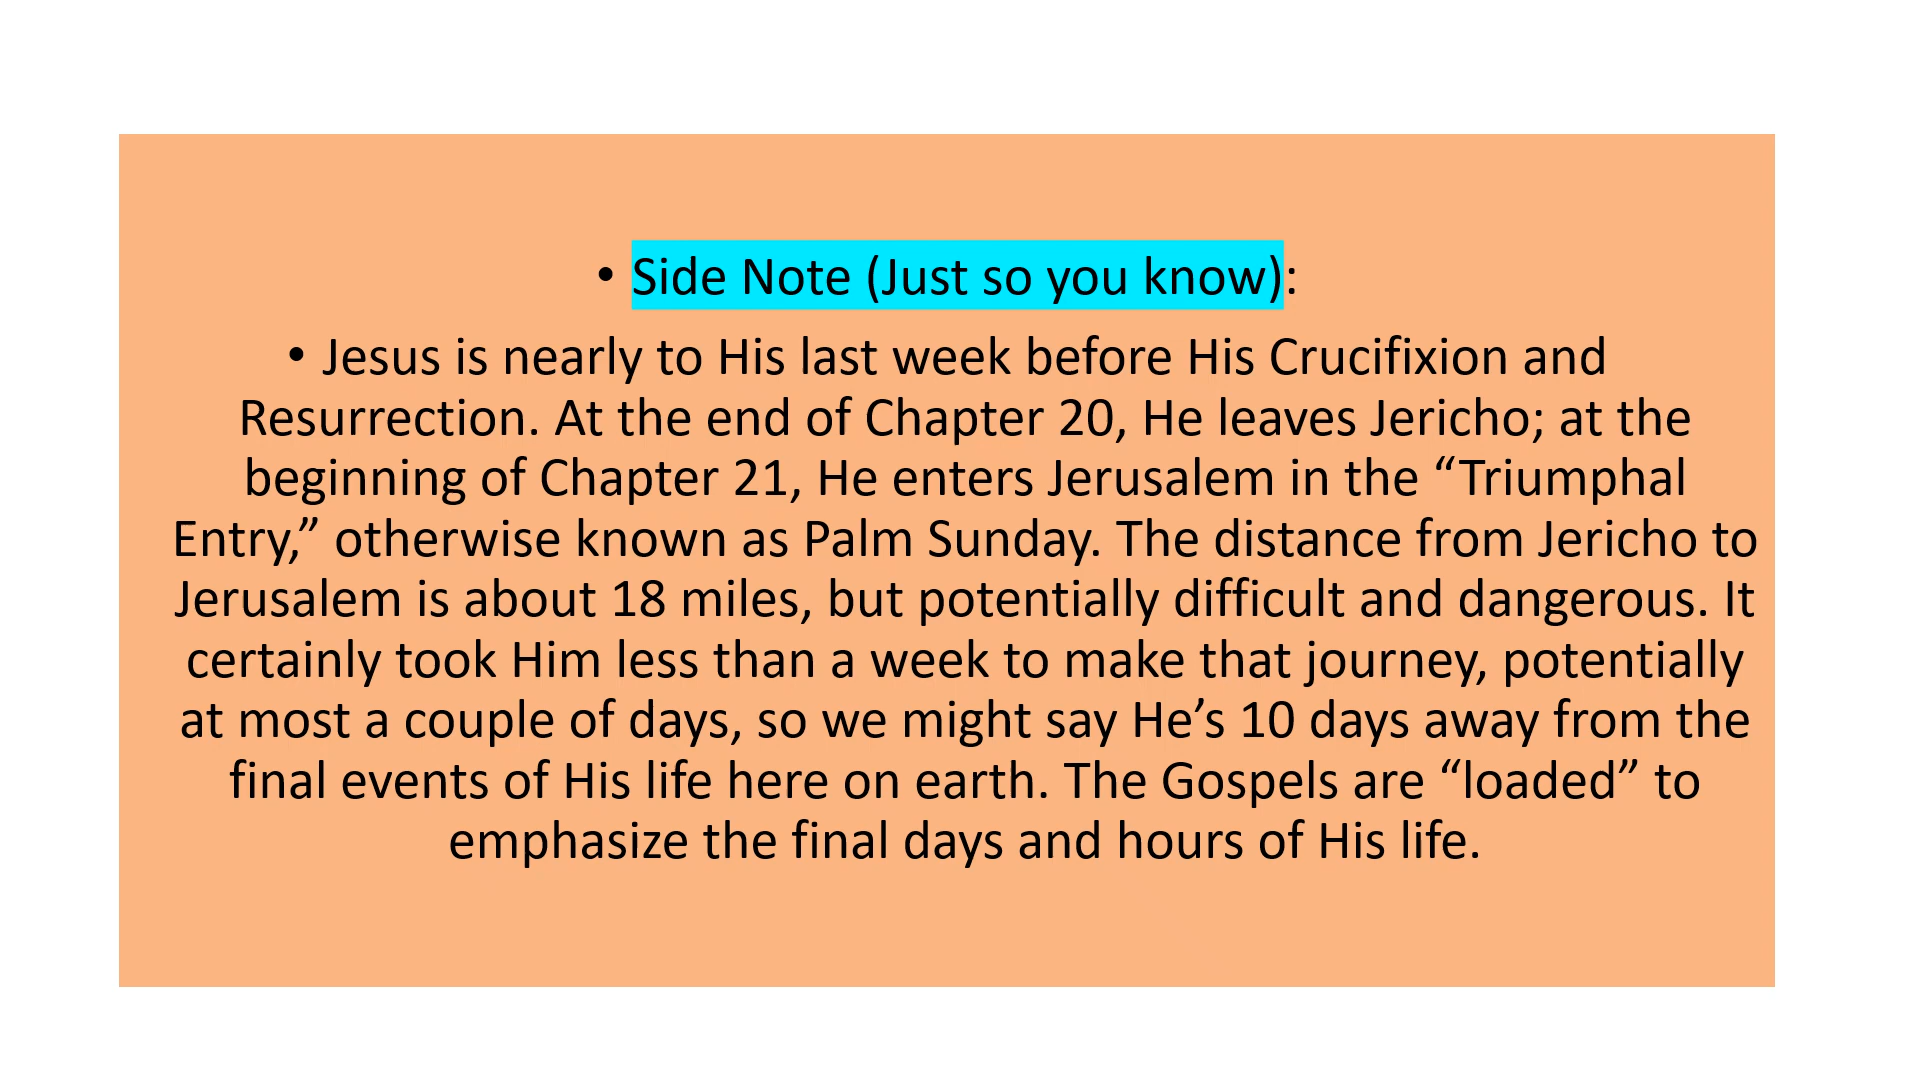 • Side Note (Just so you know):
• Jesus is nearly to His last week before His Crucifixion and
Resurrection. At the end of Chapter 20, He leaves Jericho; at the
beginning of Chapter 21, He enters Jerusalem in the “Triumphal
Entry,” otherwise known as Palm Sunday. The distance from Jericho to
Jerusalem is about 18 miles, but potentially difficult and dangerous. It
certainly took Him less than a week to make that journey, potentially
at most a couple of days, so we might say He’s 10 days away from the
final events of His life here on earth. The Gospels are “loaded” to
emphasize the final days and hours of His life.